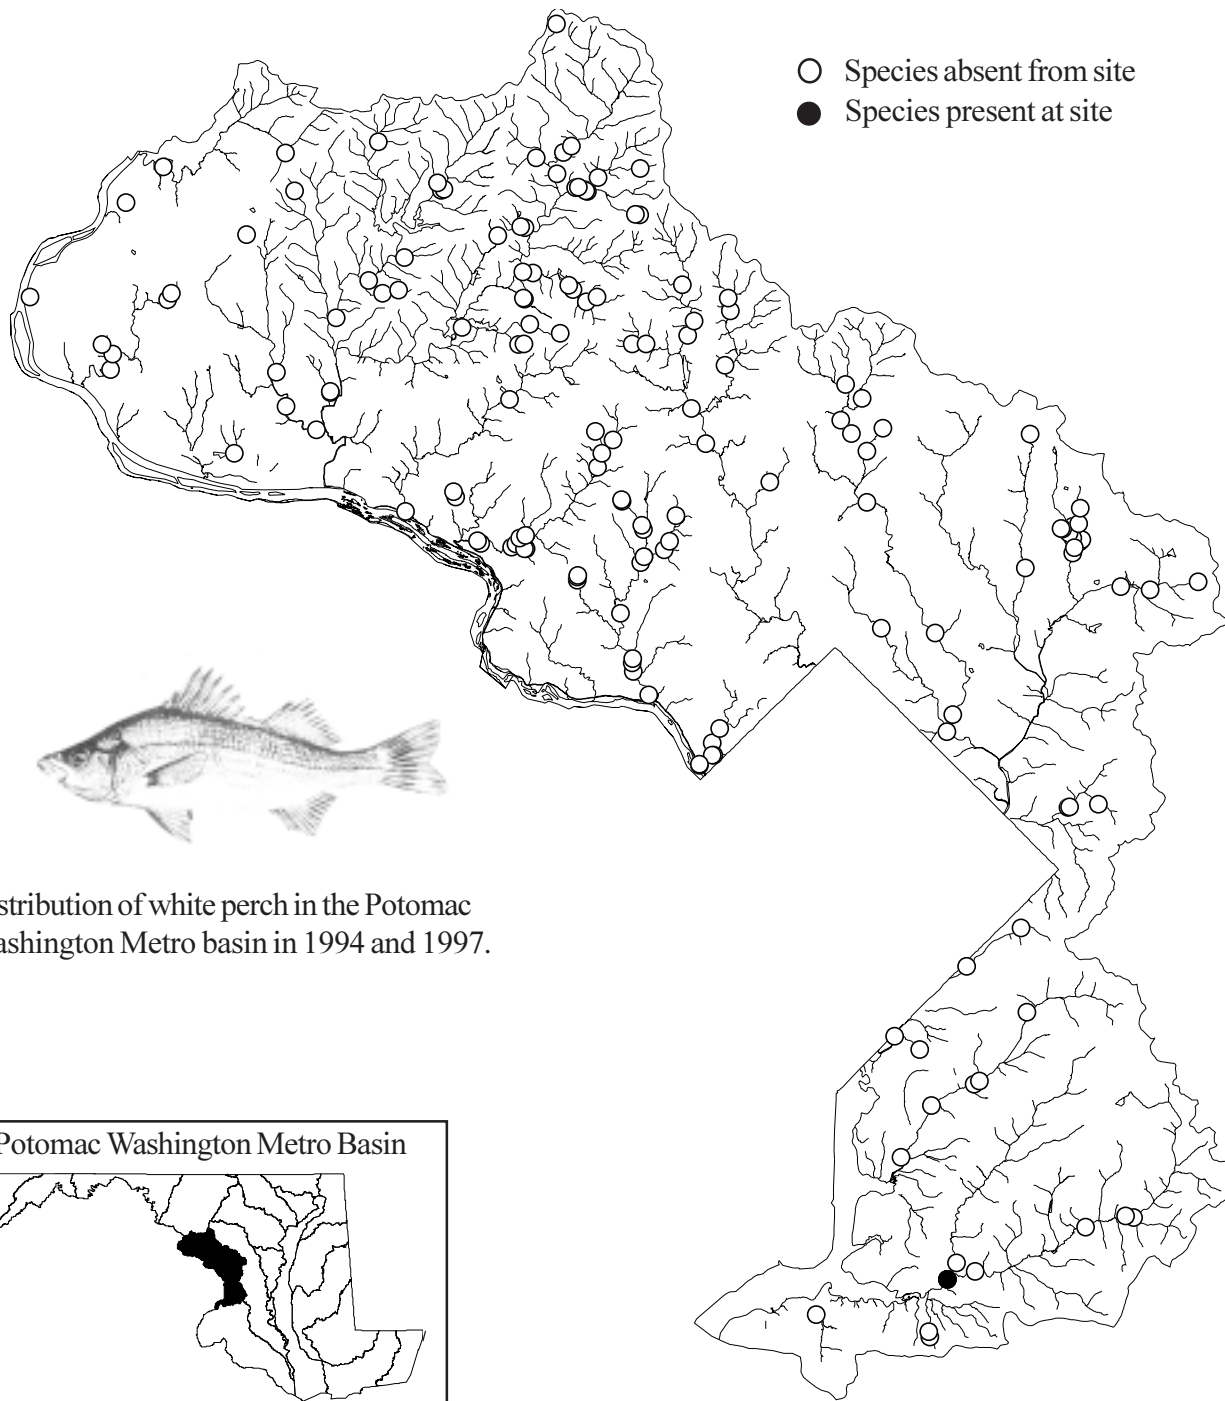 Species absent from site
Species present at site
stribution of white perch in the Potomac
ashington Metro basin in 1994 and 1997.
Potomac Washington Metro Basin